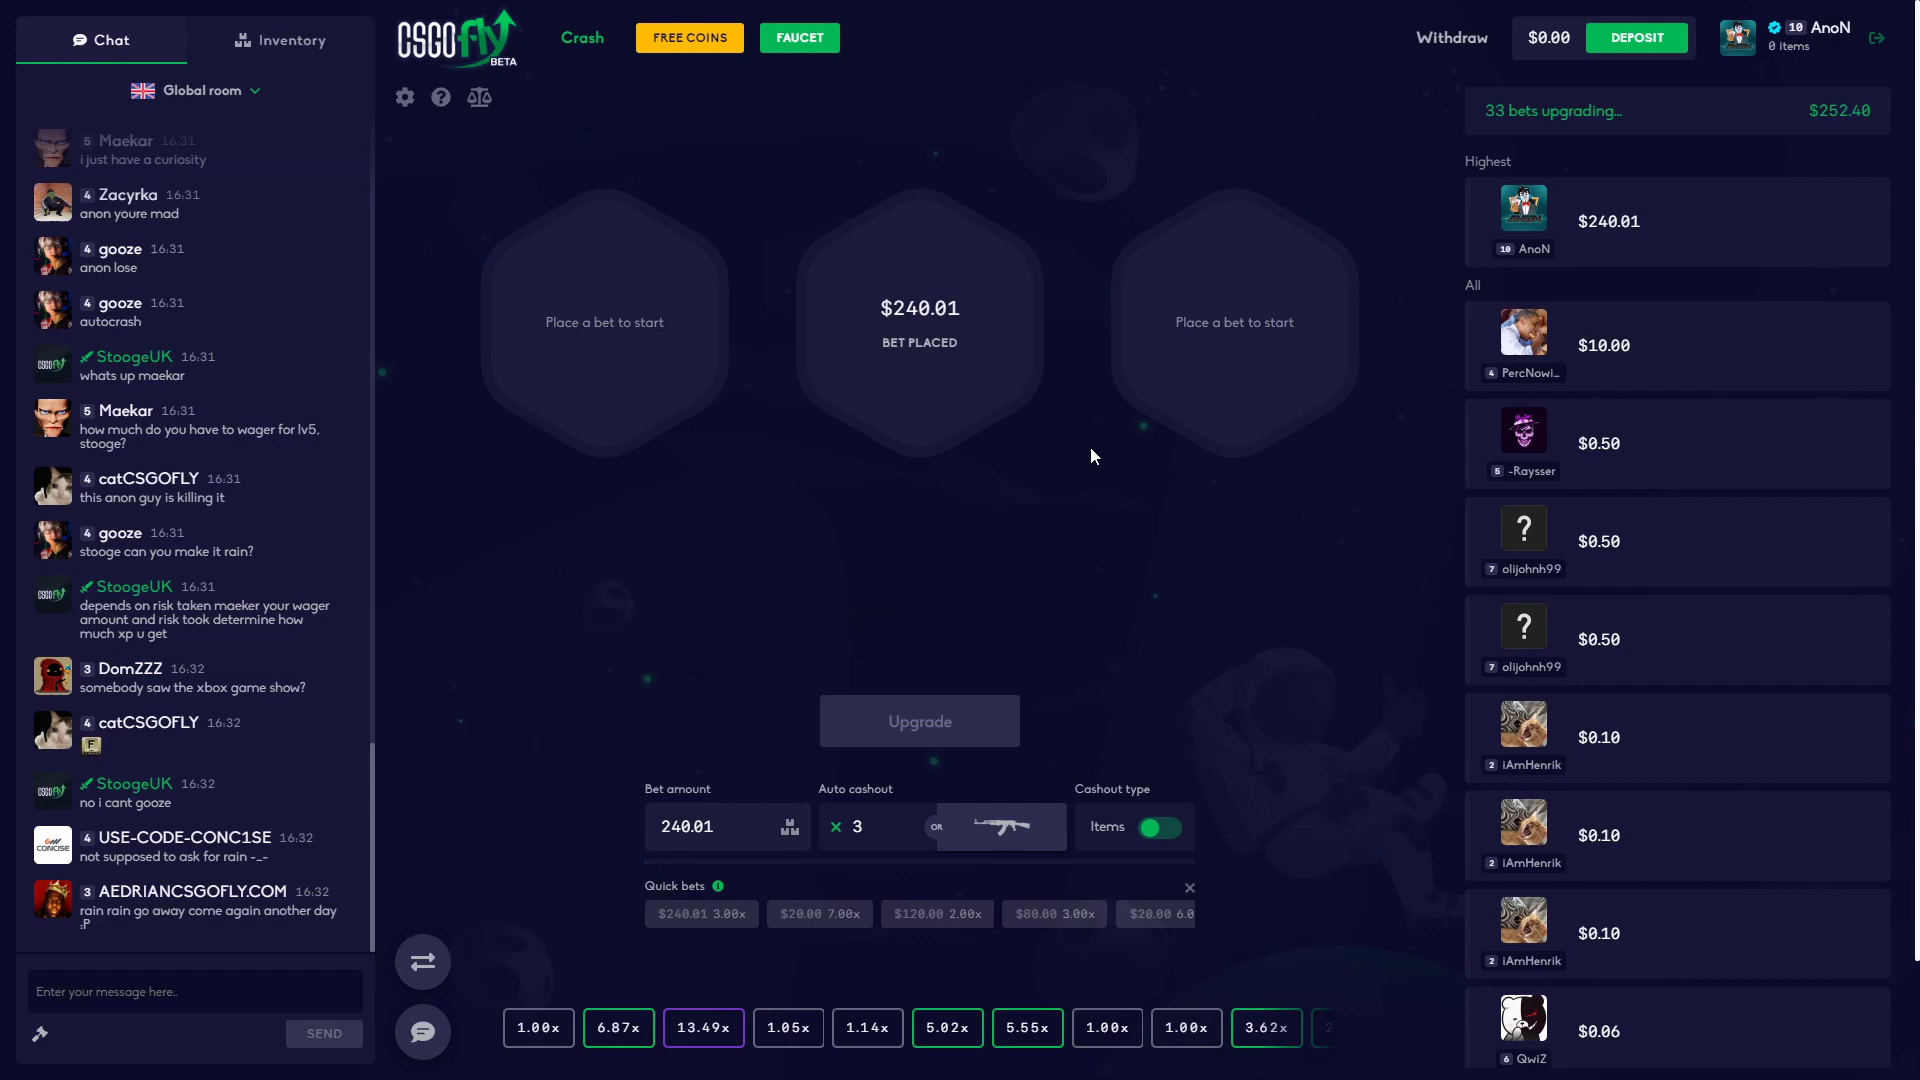 Chat
Inventory
Global room
5 Maekar 16:31
i just have a curiosity
4 Zacyrka 16:31
anon youre mad
4 gooze 16:31
anon lose
4 gooze 16:31
autocrash
StoogeUK 16:31
whats up maekar
5 Maekar 16:31
how much do you have to wager for lv5,
stooge?
4 catCSGOFLY 16:31
this anon guy is killing it
4 gooze 16:31
stooge can you make it rain?
StoogeUK 16:31
depends on risk taken maeker your wager
amount and risk took determine how
much xp u get
3 DomZZZ 16:32
somebody saw the xbox game show?
4 catCSGOFLY 16:32
F
StoogeUK 16:32
no i cant gooze
4 USE-CODE-CONC1SE 16:32
CONCISE
not supposed to ask for rain -_-
3 AEDRIANCSGOFLY.COM 16:32
rain rain go away come again another day
:P
Enter your message here..
SEND
CSGOfly
BETA
Crash
FREE COINS
FAUCET
Withdraw
$0.00
DEPOSIT
10 AnoN
0 items
Place a bet to start
$240.01
BET PLACED
Place a bet to start
Upgrade
Bet amount
Auto cashout
Cashout type
240.01
× 3
OR
Items
Quick bets
$240.01 3.00x
$20.00 7.00x
$120.00 2.00x
$80.00 3.00x
$20.00 6.0
1.00x
6.87x
13.49x
1.05x
1.14x
5.02x
5.55x
1.00x
1.00x
3.62x
2
33 bets upgrading...
$252.40
Highest
$240.01
10 AnoN
All
$10.00
4 PercNowi...
$0.50
5 -Raysser
?
$0.50
7 olijohnh99
?
$0.50
7 olijohnh99
$0.10
2 iAmHenrik
$0.10
2 iAmHenrik
$0.10
2 iAmHenrik
$0.06
6 QwiZ